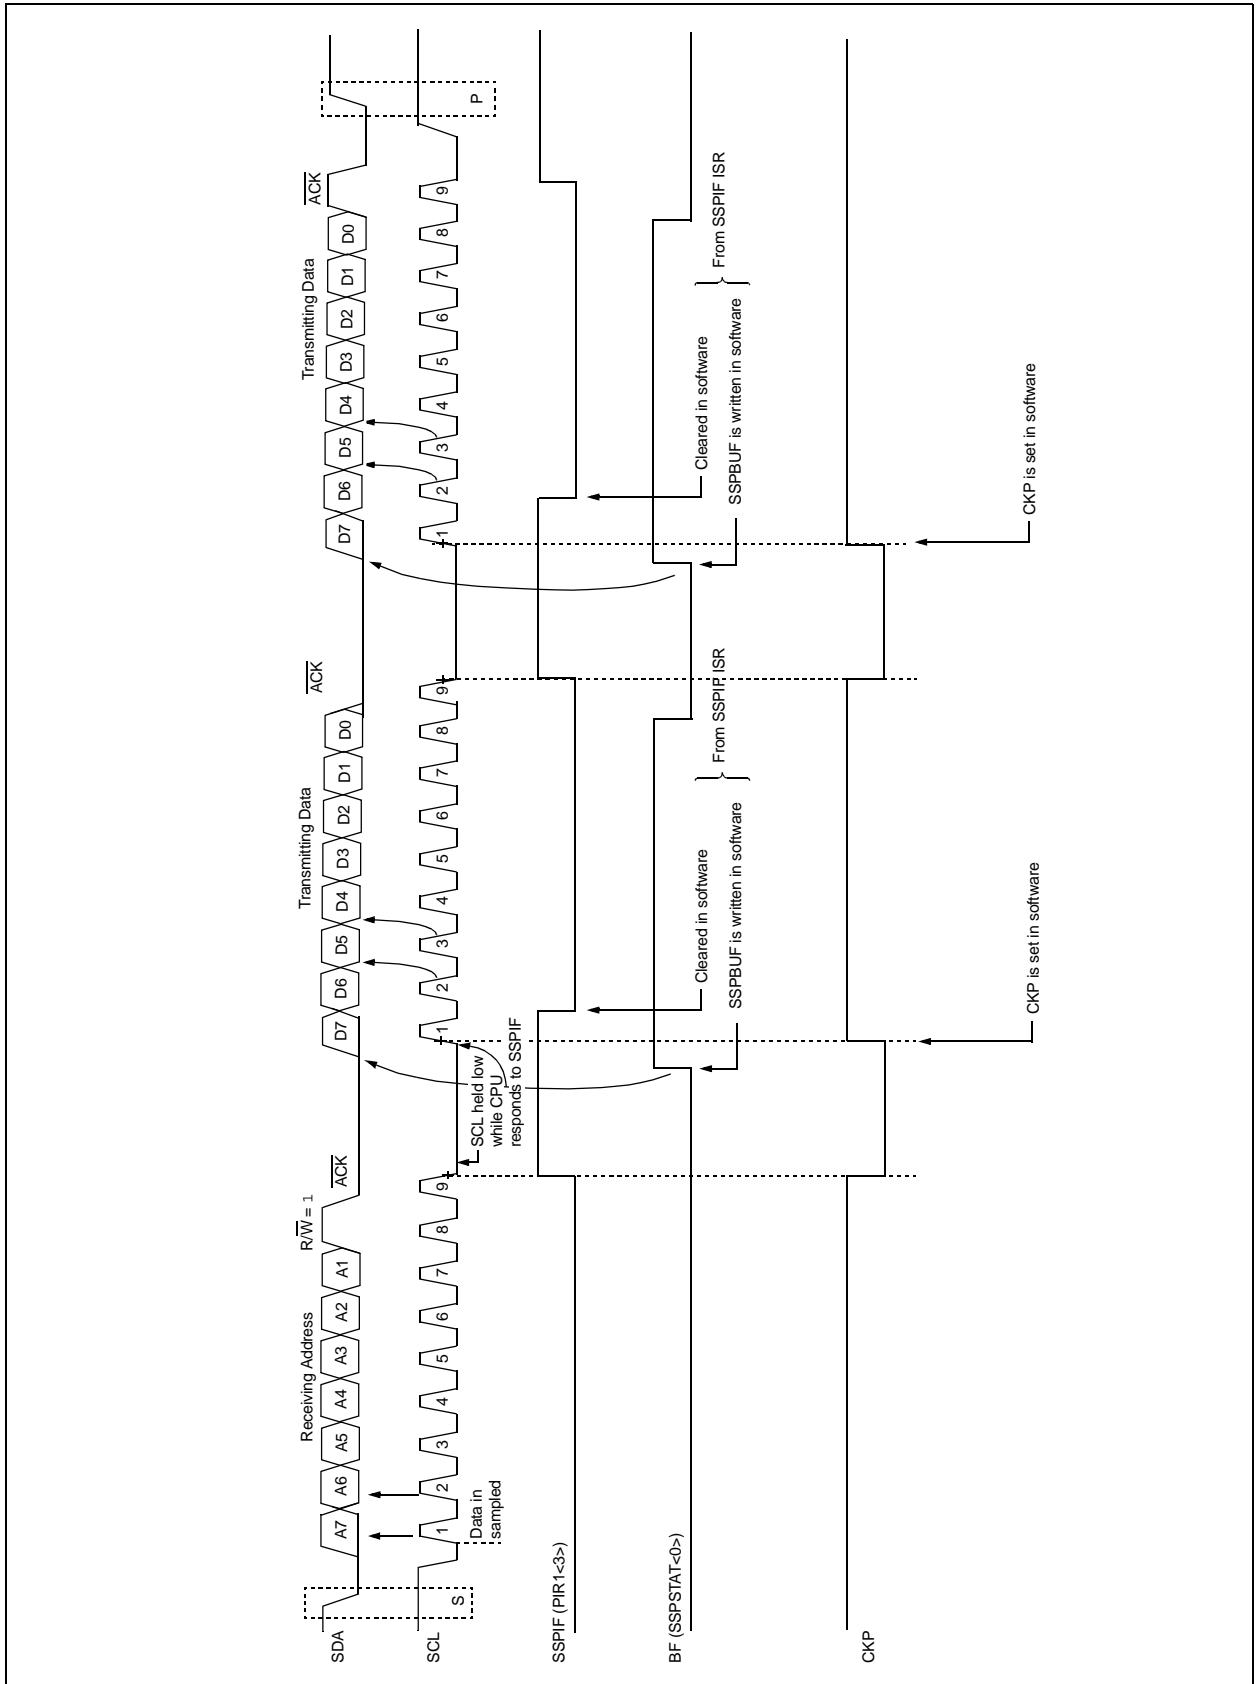 Receiving Address
R/W = 1
ACK
Transmitting Data
ACK
Transmitting Data
ACK
SDA
A7 A6 A5 A4 A3 A2 A1
D7 D6 D5 D4 D3 D2 D1 D0
D7 D6 D5 D4 D3 D2 D1 D0
SCL
1 2 3 4 5 6 7 8 9
1 2 3 4 5 6 7 8 9
1 2 3 4 5 6 7 8 9
S
P
Data in
sampled
SCL held low
while CPU
responds to SSPIF
SSPIF (PIR1<3>)
BF (SSPSTAT<0>)
Cleared in software
SSPBUF is written in software
From SSPIF ISR
Cleared in software
SSPBUF is written in software
From SSPIF ISR
CKP
CKP is set in software
CKP is set in software